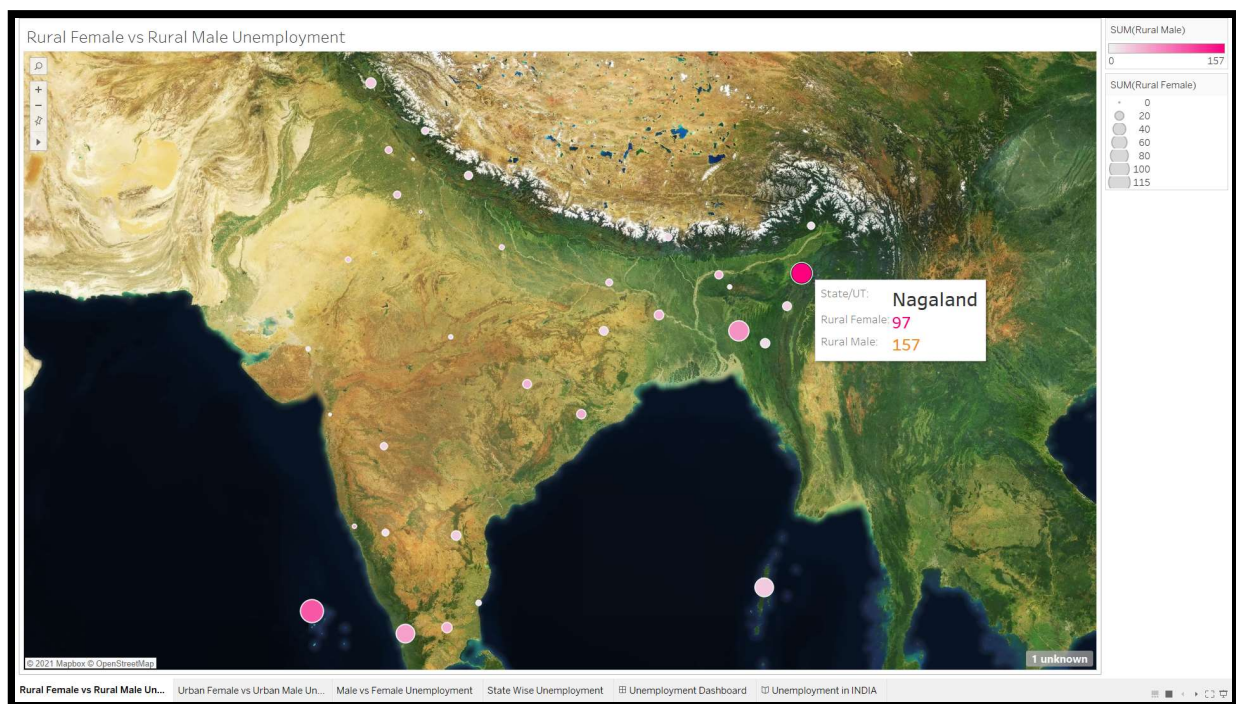 Rural Female vs Rural Male Unemployment
SUM(Rural Male)
0 157
SUM(Rural Female)
0
20
40
60
80
100
115
State/UT: Nagaland
Rural Female: 97
Rural Male: 157
© 2021 Mapbox © OpenStreetMap
1 unknown
Rural Female vs Rural Male Un... Urban Female vs Urban Male Un... Male vs Female Unemployment State Wise Unemployment Unemployment Dashboard Unemployment in INDIA